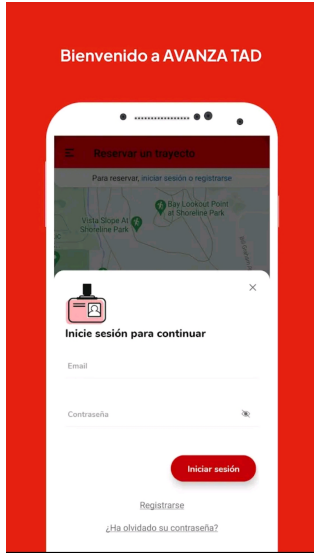 Bienvenido a AVANZA TAD
Reservar un trayecto
Para reservar, iniciar sesión o registrarse
Bay Lookout Point
at Shoreline Park
Vista Slope At
Shoreline Park
Inicie sesión para continuar
Email
Contraseña
Iniciar sesión
Registrarse
¿Ha olvidado su contraseña?